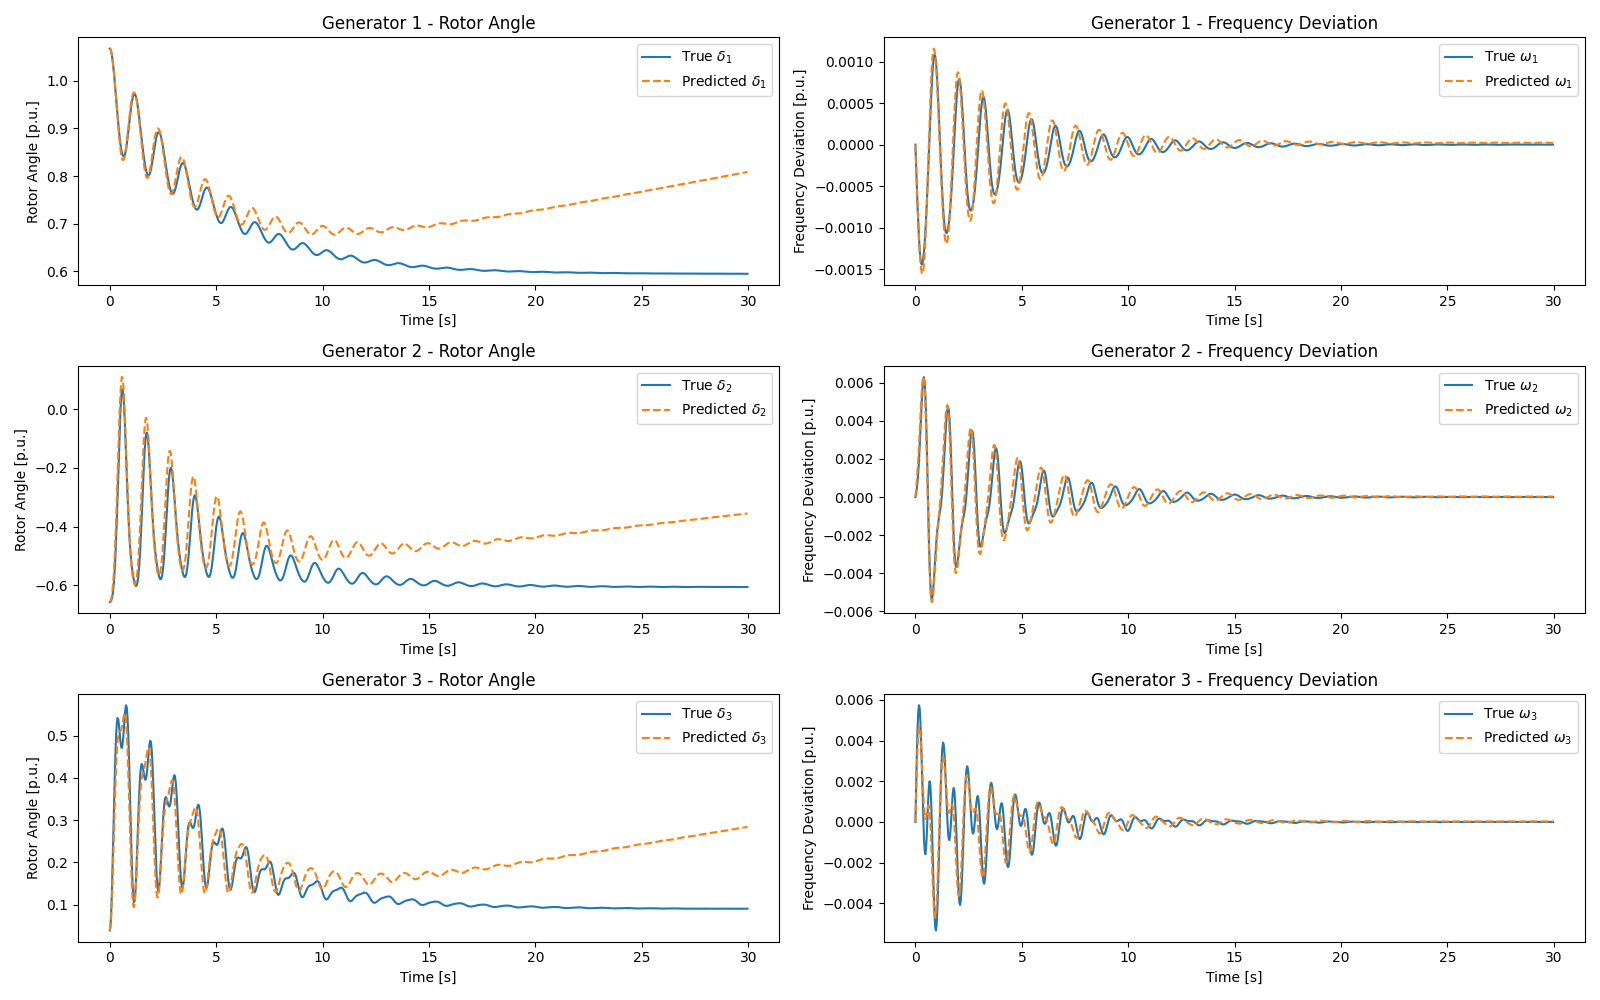 Generator 1 - Rotor Angle
Rotor Angle [p.u.]
1.0
0.9
0.8
0.7
0.6
True δ₁
Predicted δ₁
0 5 10 15 20 25 30
Time [s]
Generator 1 - Frequency Deviation
Frequency Deviation [p.u.]
0.0010
0.0005
0.0000
−0.0005
−0.0010
−0.0015
True ω₁
Predicted ω₁
0 5 10 15 20 25 30
Time [s]
Generator 2 - Rotor Angle
Rotor Angle [p.u.]
0.0
−0.2
−0.4
−0.6
True δ₂
Predicted δ₂
0 5 10 15 20 25 30
Time [s]
Generator 2 - Frequency Deviation
Frequency Deviation [p.u.]
0.006
0.004
0.002
0.000
−0.002
−0.004
−0.006
True ω₂
Predicted ω₂
0 5 10 15 20 25 30
Time [s]
Generator 3 - Rotor Angle
Rotor Angle [p.u.]
0.5
0.4
0.3
0.2
0.1
True δ₃
Predicted δ₃
0 5 10 15 20 25 30
Time [s]
Generator 3 - Frequency Deviation
Frequency Deviation [p.u.]
0.006
0.004
0.002
0.000
−0.002
−0.004
True ω₃
Predicted ω₃
0 5 10 15 20 25 30
Time [s]